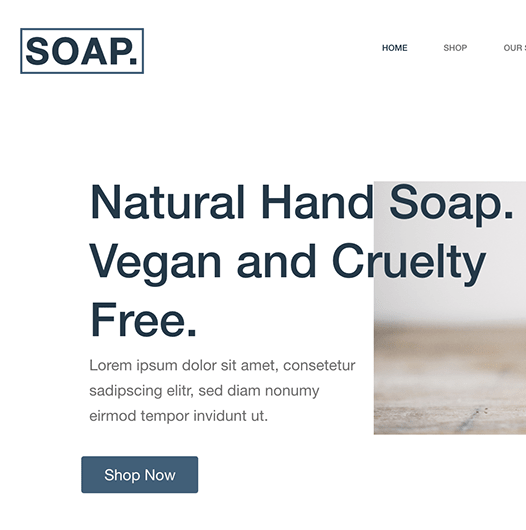 SOAP.
HOME SHOP OUR
Natural Hand Soap.
Vegan and Cruelty
Free.
Lorem ipsum dolor sit amet, consetetur
sadipscing elitr, sed diam nonumy
eirmod tempor invidunt ut.
Shop Now